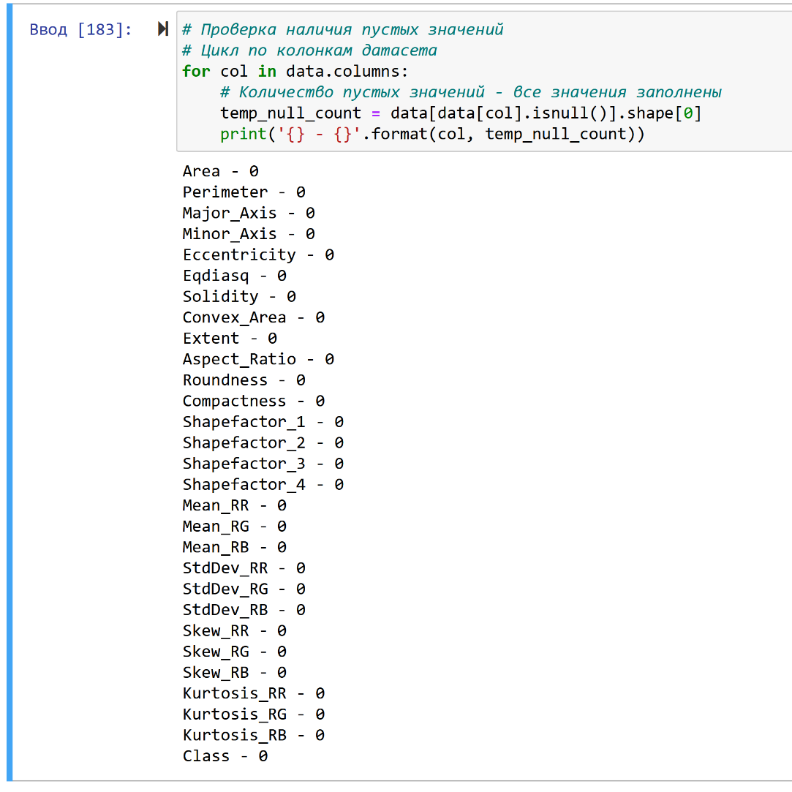 Ввод [183]:
# Проверка наличия пустых значений
# Цикл по колонкам датасета
for col in data.columns:
    # Количество пустых значений - все значения заполнены
    temp_null_count = data[data[col].isnull()].shape[0]
    print('{} - {}'.format(col, temp_null_count))
Area - 0
Perimeter - 0
Major_Axis - 0
Minor_Axis - 0
Eccentricity - 0
Eqdiasq - 0
Solidity - 0
Convex_Area - 0
Extent - 0
Aspect_Ratio - 0
Roundness - 0
Compactness - 0
Shapefactor_1 - 0
Shapefactor_2 - 0
Shapefactor_3 - 0
Shapefactor_4 - 0
Mean_RR - 0
Mean_RG - 0
Mean_RB - 0
StdDev_RR - 0
StdDev_RG - 0
StdDev_RB - 0
Skew_RR - 0
Skew_RG - 0
Skew_RB - 0
Kurtosis_RR - 0
Kurtosis_RG - 0
Kurtosis_RB - 0
Class - 0